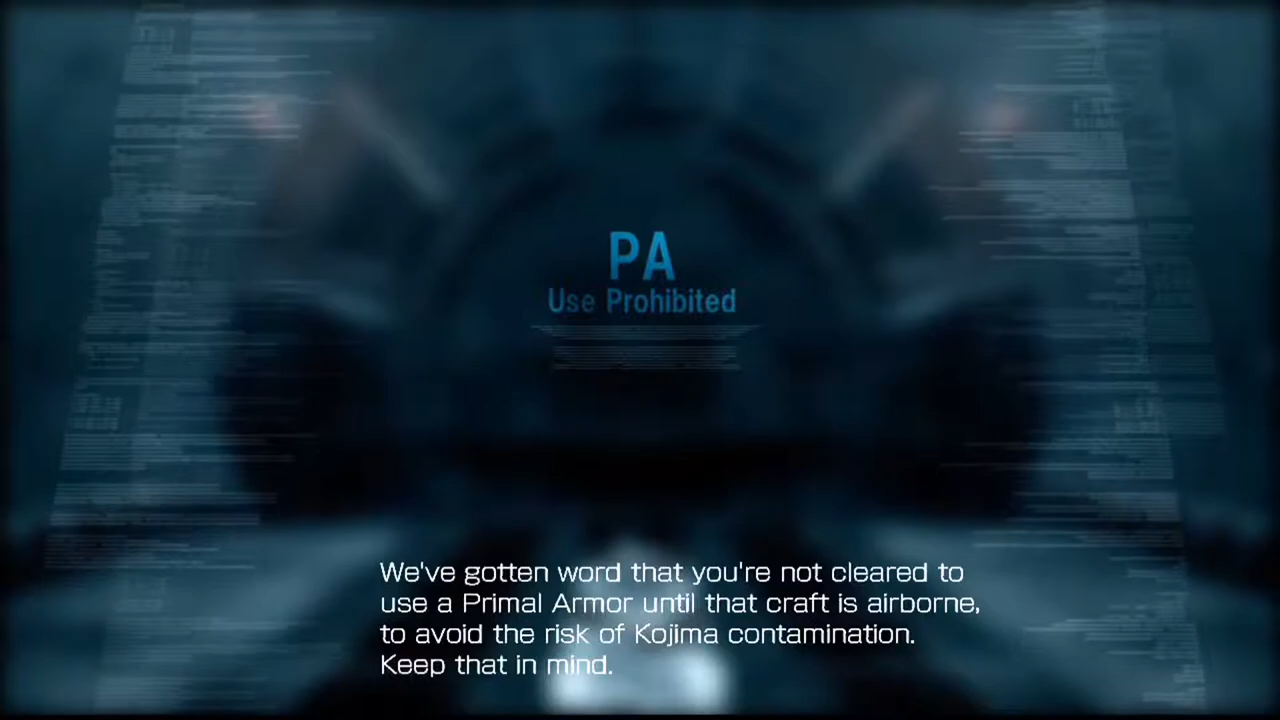 PA
Use Prohibited
We've gotten word that you're not cleared to
use a Primal Armor until that craft is airborne,
to avoid the risk of Kojima contamination.
Keep that in mind.